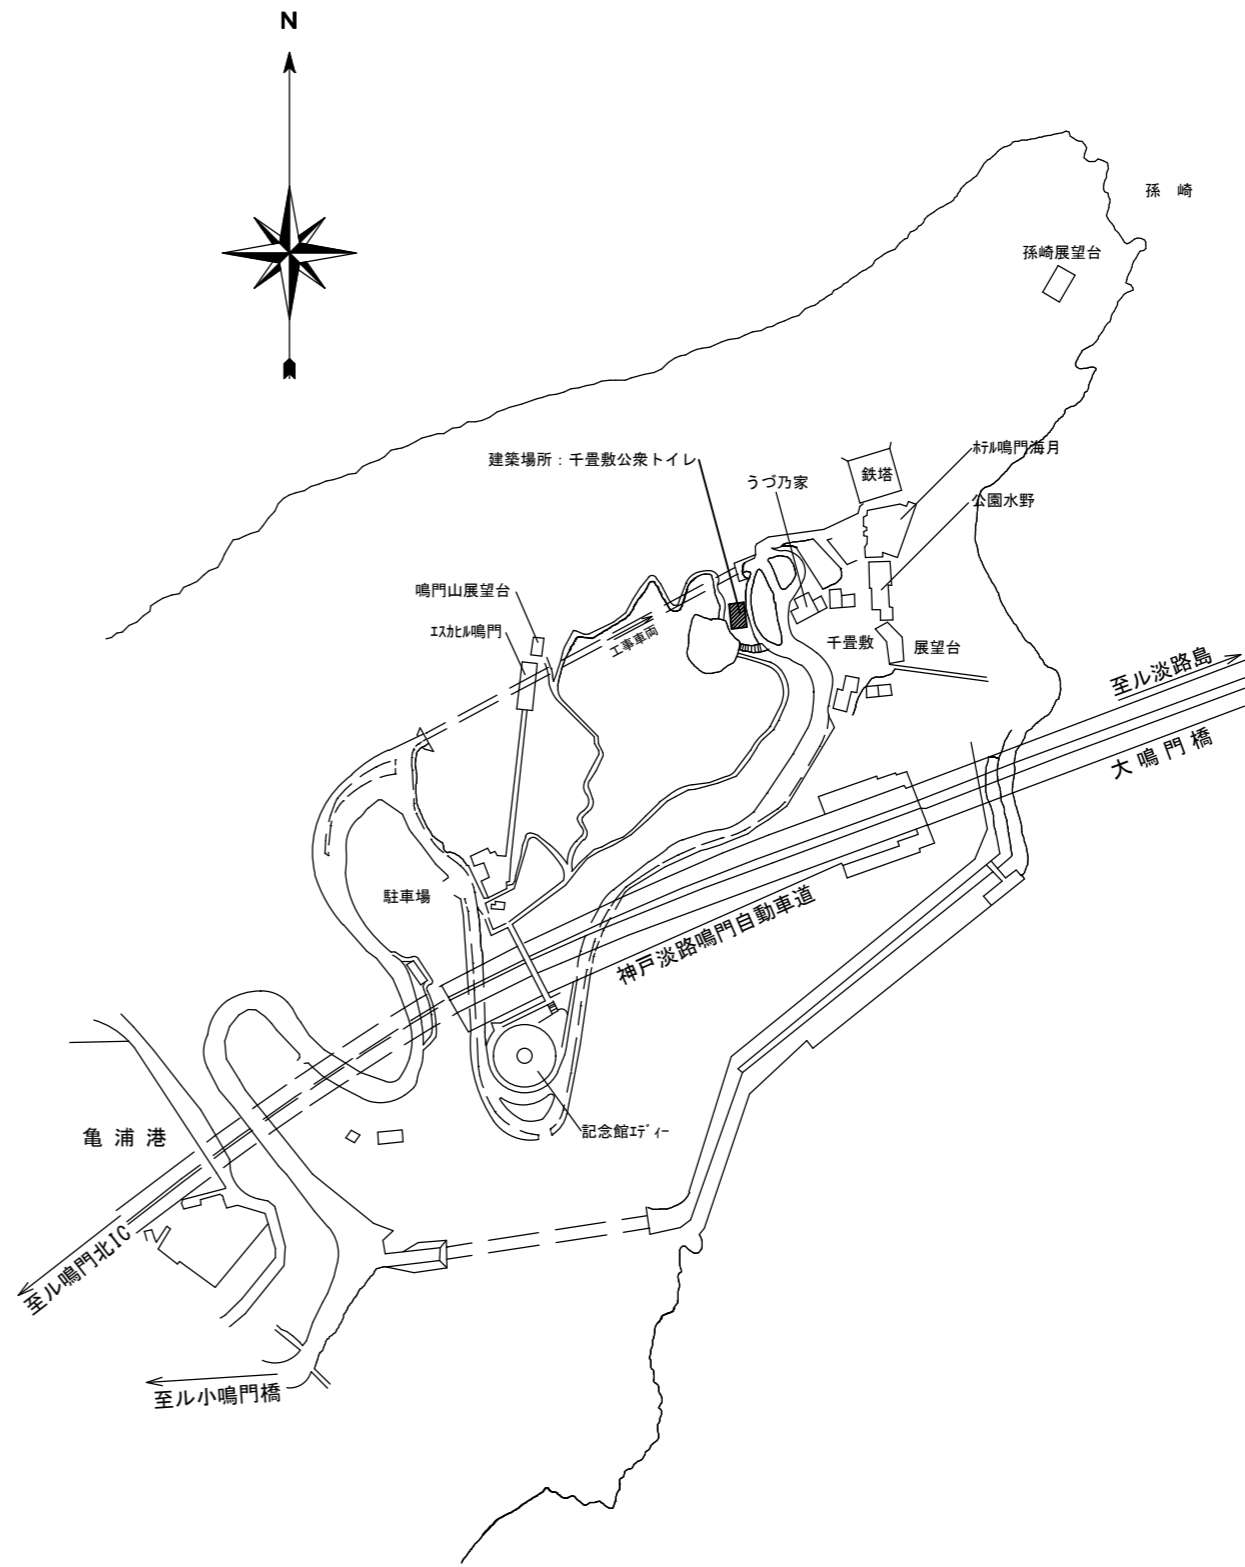 N
孫 崎
孫崎展望台
建築場所：千畳敷公衆トイレ
ﾎﾃﾙ鳴門海月
うづ乃家
鉄塔
公園水野
鳴門山展望台
ｴｽｶﾋﾙ鳴門
工事車両
千畳敷
展望台
至ル淡路島
大鳴門橋
駐車場
神戸淡路鳴門自動車道
亀浦港
記念館ｴﾃﾞｨｰ
至ル鳴門北IC
至ル小鳴門橋